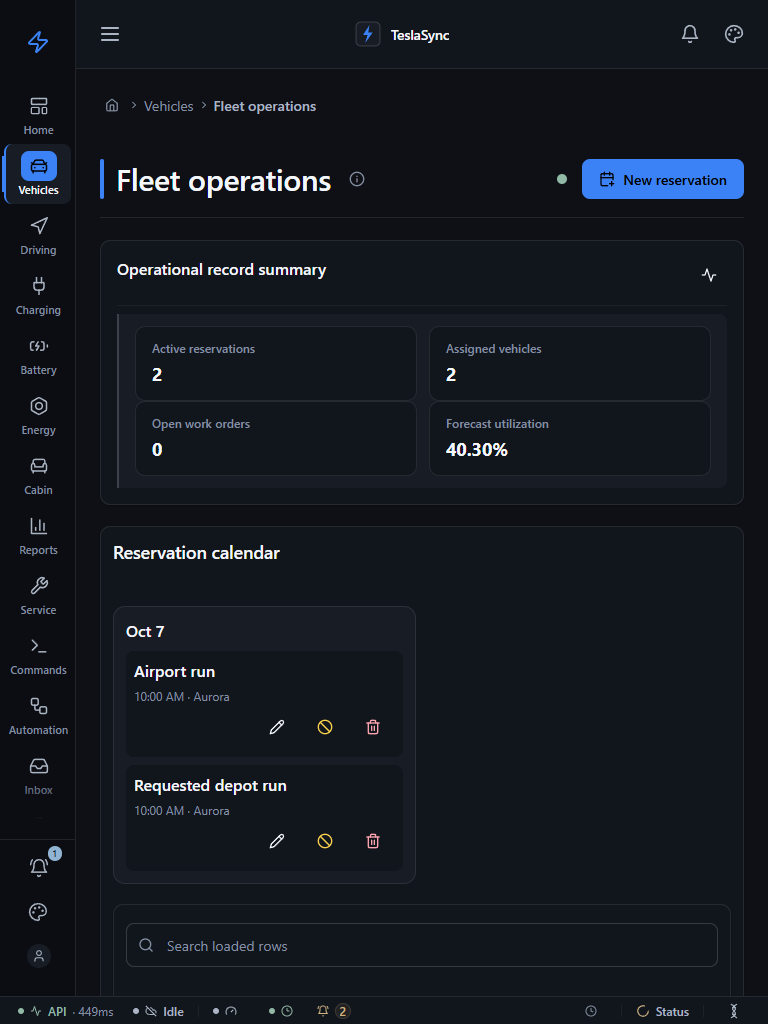 TeslaSync
Home
Vehicles
Driving
Charging
Battery
Energy
Cabin
Reports
Service
Commands
Automation
Inbox
1
Vehicles
Fleet operations
Fleet operations
New reservation
Operational record summary
Active reservations
2
Assigned vehicles
2
Open work orders
0
Forecast utilization
40.30%
Reservation calendar
Oct 7
Airport run
10:00 AM · Aurora
Requested depot run
10:00 AM · Aurora
Search loaded rows
API · 449ms
Idle
2
Status